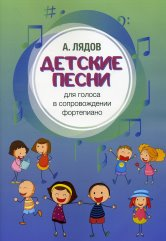 А. ЛЯДОВ
ДЕТСКИЕ
ПЕСНИ
для голоса
в сопровождении
фортепиано